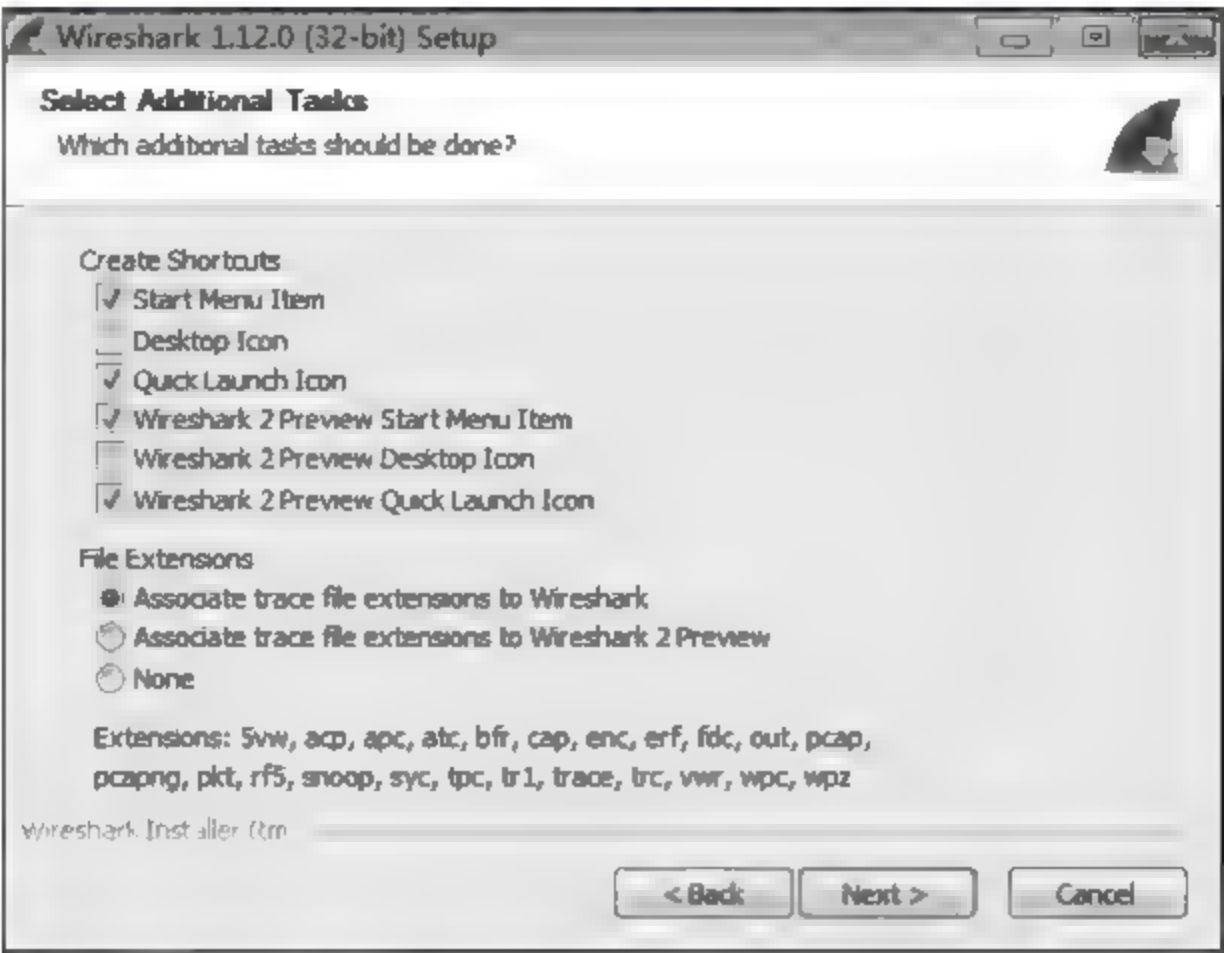 Wireshark 1.12.0 (32-bit) Setup
Select Additional Tasks
Which additional tasks should be done?
Create Shortcuts
Start Menu Item
Desktop Icon
Quick Launch Icon
Wireshark 2 Preview Start Menu Item
Wireshark 2 Preview Desktop Icon
Wireshark 2 Preview Quick Launch Icon
File Extensions
Associate trace file extensions to Wireshark
Associate trace file extensions to Wireshark 2 Preview
None
Extensions: 5vw, acp, apc, atc, bfr, cap, enc, erf, fdc, out, pcap,
pcapng, pkt, rf5, snoop, syc, tpc, tr1, trace, trc, vwr, wpc, wpz
Wireshark Installer (tm
< Back
Next >
Cancel